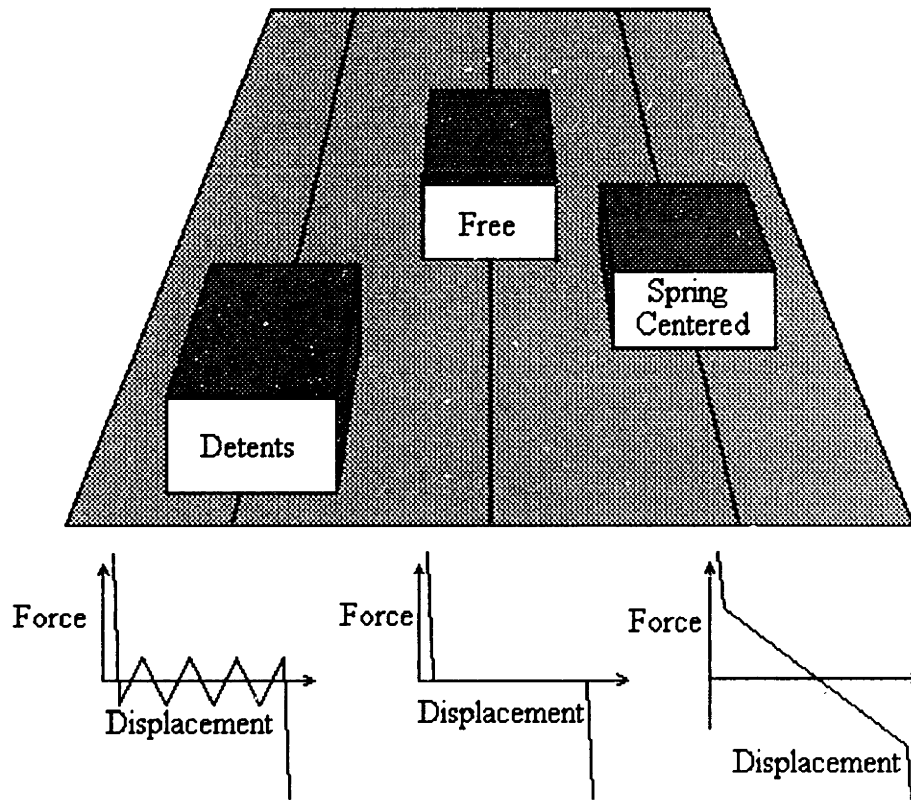 Free
Spring
Centered
Detents
Force
Displacement
Force
Displacement
Force
Displacement